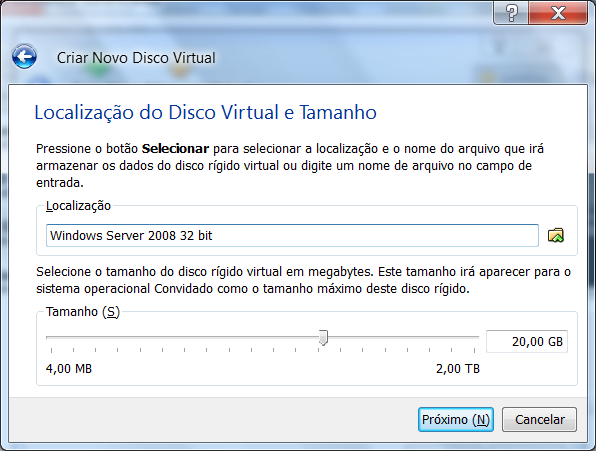 Criar Novo Disco Virtual
Localização do Disco Virtual e Tamanho
Pressione o botão Selecionar para selecionar a localização e o nome do arquivo que irá
armazenar os dados do disco rígido virtual ou digite um nome de arquivo no campo de
entrada.
Localização
Windows Server 2008 32 bit
Selecione o tamanho do disco rígido virtual em megabytes. Este tamanho irá aparecer para o
sistema operacional Convidado como o tamanho máximo deste disco rígido.
Tamanho (S)
20,00 GB
4,00 MB 2,00 TB
Próximo (N) Cancelar